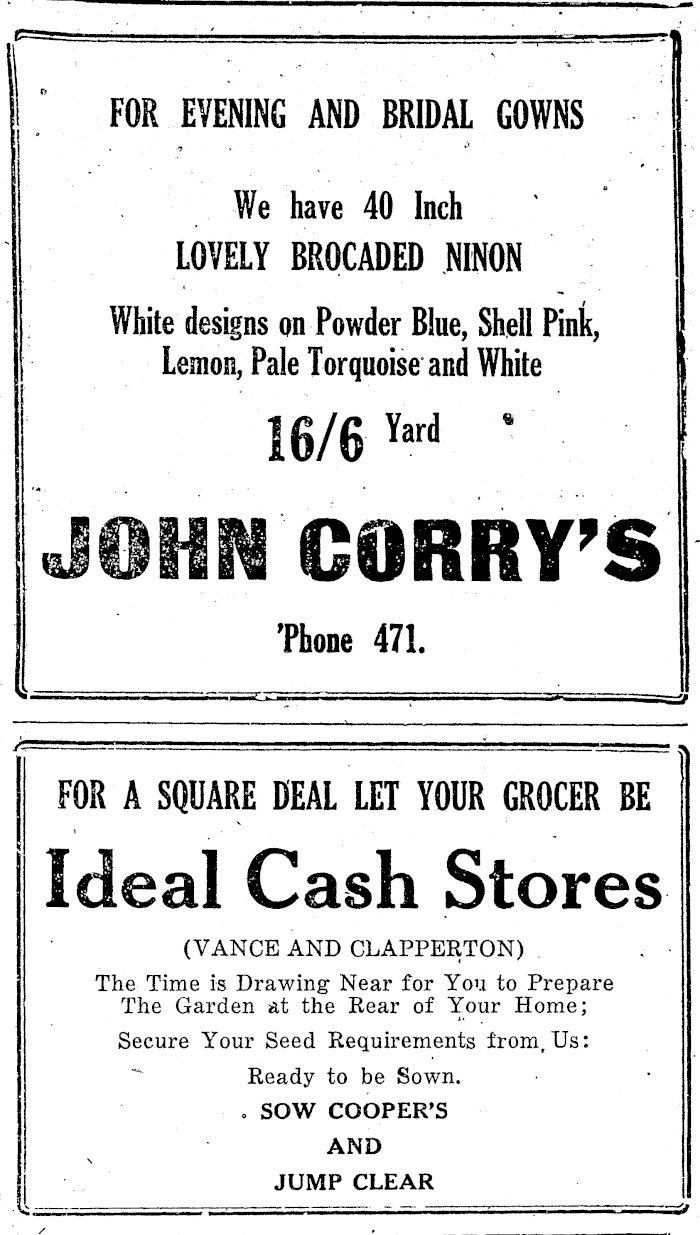 FOR EVENING AND BRIDAL GOWNS
We have 40 Inch
LOVELY BROCADED NINON
White designs on Powder Blue, Shell Pink,
Lemon, Pale Torquoise and White
16/6 Yard
JOHN CORRY'S
'Phone 471.
FOR A SQUARE DEAL LET YOUR GROCER BE
Ideal Cash Stores
(VANCE AND CLAPPERTON)
The Time is Drawing Near for You to Prepare
The Garden at the Rear of Your Home;
Secure Your Seed Requirements from Us:
Ready to be Sown.
SOW COOPER'S
AND
JUMP CLEAR